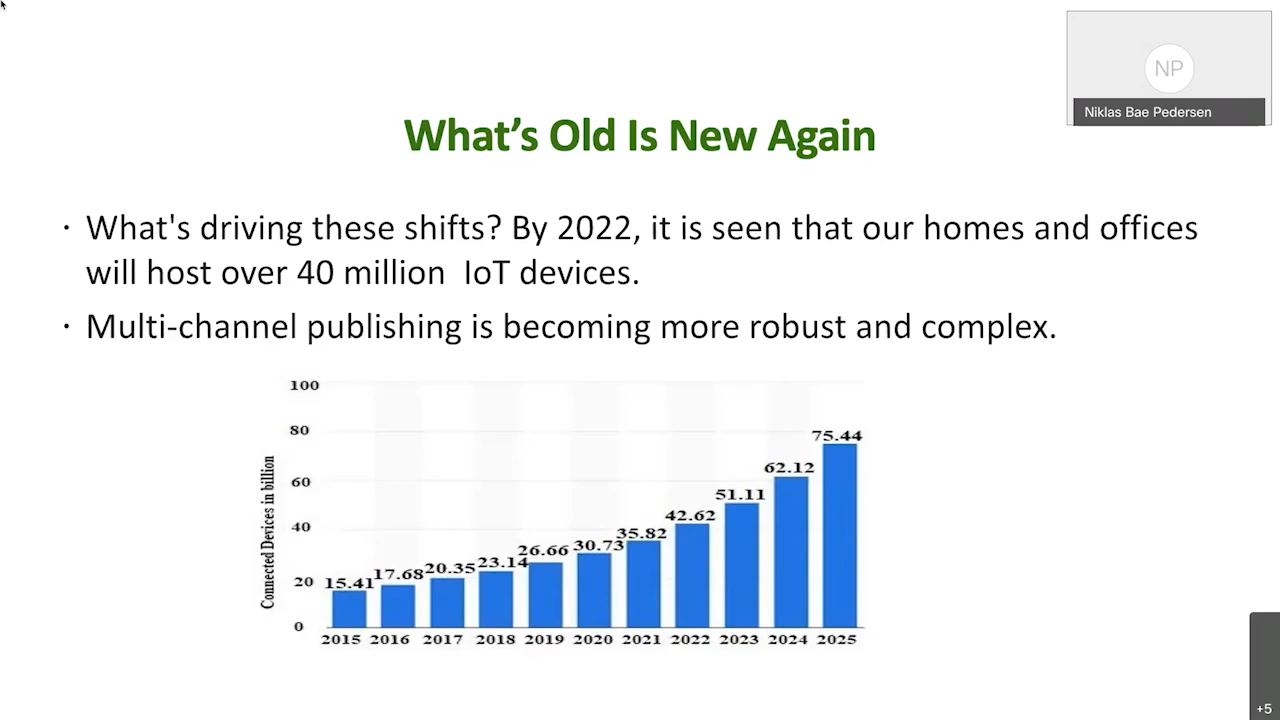 NP
Niklas Bae Pedersen
What’s Old Is New Again
· What's driving these shifts? By 2022, it is seen that our homes and offices
will host over 40 million  IoT devices.
· Multi-channel publishing is becoming more robust and complex.
Connected Devices in billion
100
80
60
40
20
0
15.41
17.68
20.35
23.14
26.66
30.73
35.82
42.62
51.11
62.12
75.44
2015 2016 2017 2018 2019 2020 2021 2022 2023 2024 2025
+5